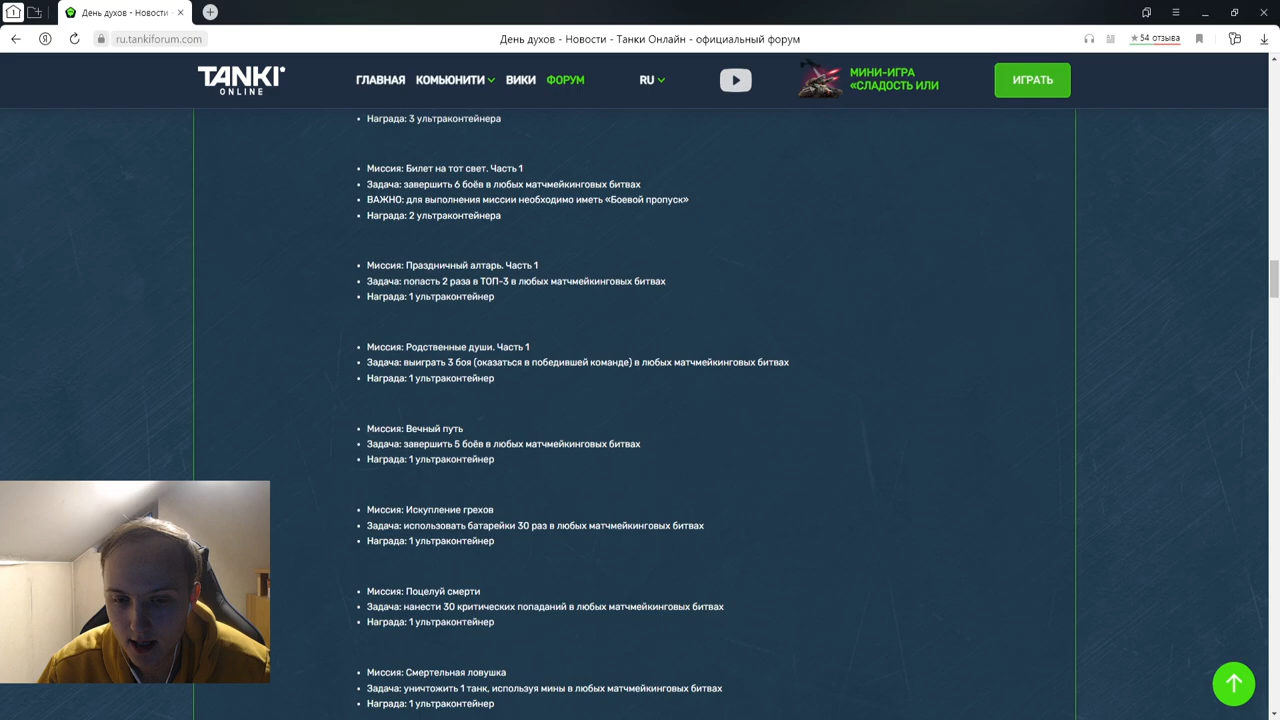 День духов - Новости -
ru.tankiforum.com
День духов - Новости - Танки Онлайн - официальный форум
★ 54 отзыва
TANKI
ONLINE
ГЛАВНАЯ
КОМЬЮНИТИ
ВИКИ
ФОРУМ
RU
МИНИ-ИГРА
«СЛАДОСТЬ ИЛИ
ИГРАТЬ
• Награда: 3 ультраконтейнера
• Миссия: Билет на тот свет. Часть 1
• Задача: завершить 6 боёв в любых матчмейкинговых битвах
• ВАЖНО: для выполнения миссии необходимо иметь «Боевой пропуск»
• Награда: 2 ультраконтейнера
• Миссия: Праздничный алтарь. Часть 1
• Задача: попасть 2 раза в ТОП-3 в любых матчмейкинговых битвах
• Награда: 1 ультраконтейнер
• Миссия: Родственные души. Часть 1
• Задача: выиграть 3 боя (оказаться в победившей команде) в любых матчмейкинговых битвах
• Награда: 1 ультраконтейнер
• Миссия: Вечный путь
• Задача: завершить 5 боёв в любых матчмейкинговых битвах
• Награда: 1 ультраконтейнер
• Миссия: Искупление грехов
• Задача: использовать батарейки 30 раз в любых матчмейкинговых битвах
• Награда: 1 ультраконтейнер
• Миссия: Поцелуй смерти
• Задача: нанести 30 критических попаданий в любых матчмейкинговых битвах
• Награда: 1 ультраконтейнер
• Миссия: Смертельная ловушка
• Задача: уничтожить 1 танк, используя мины в любых матчмейкинговых битвах
• Награда: 1 ультраконтейнер